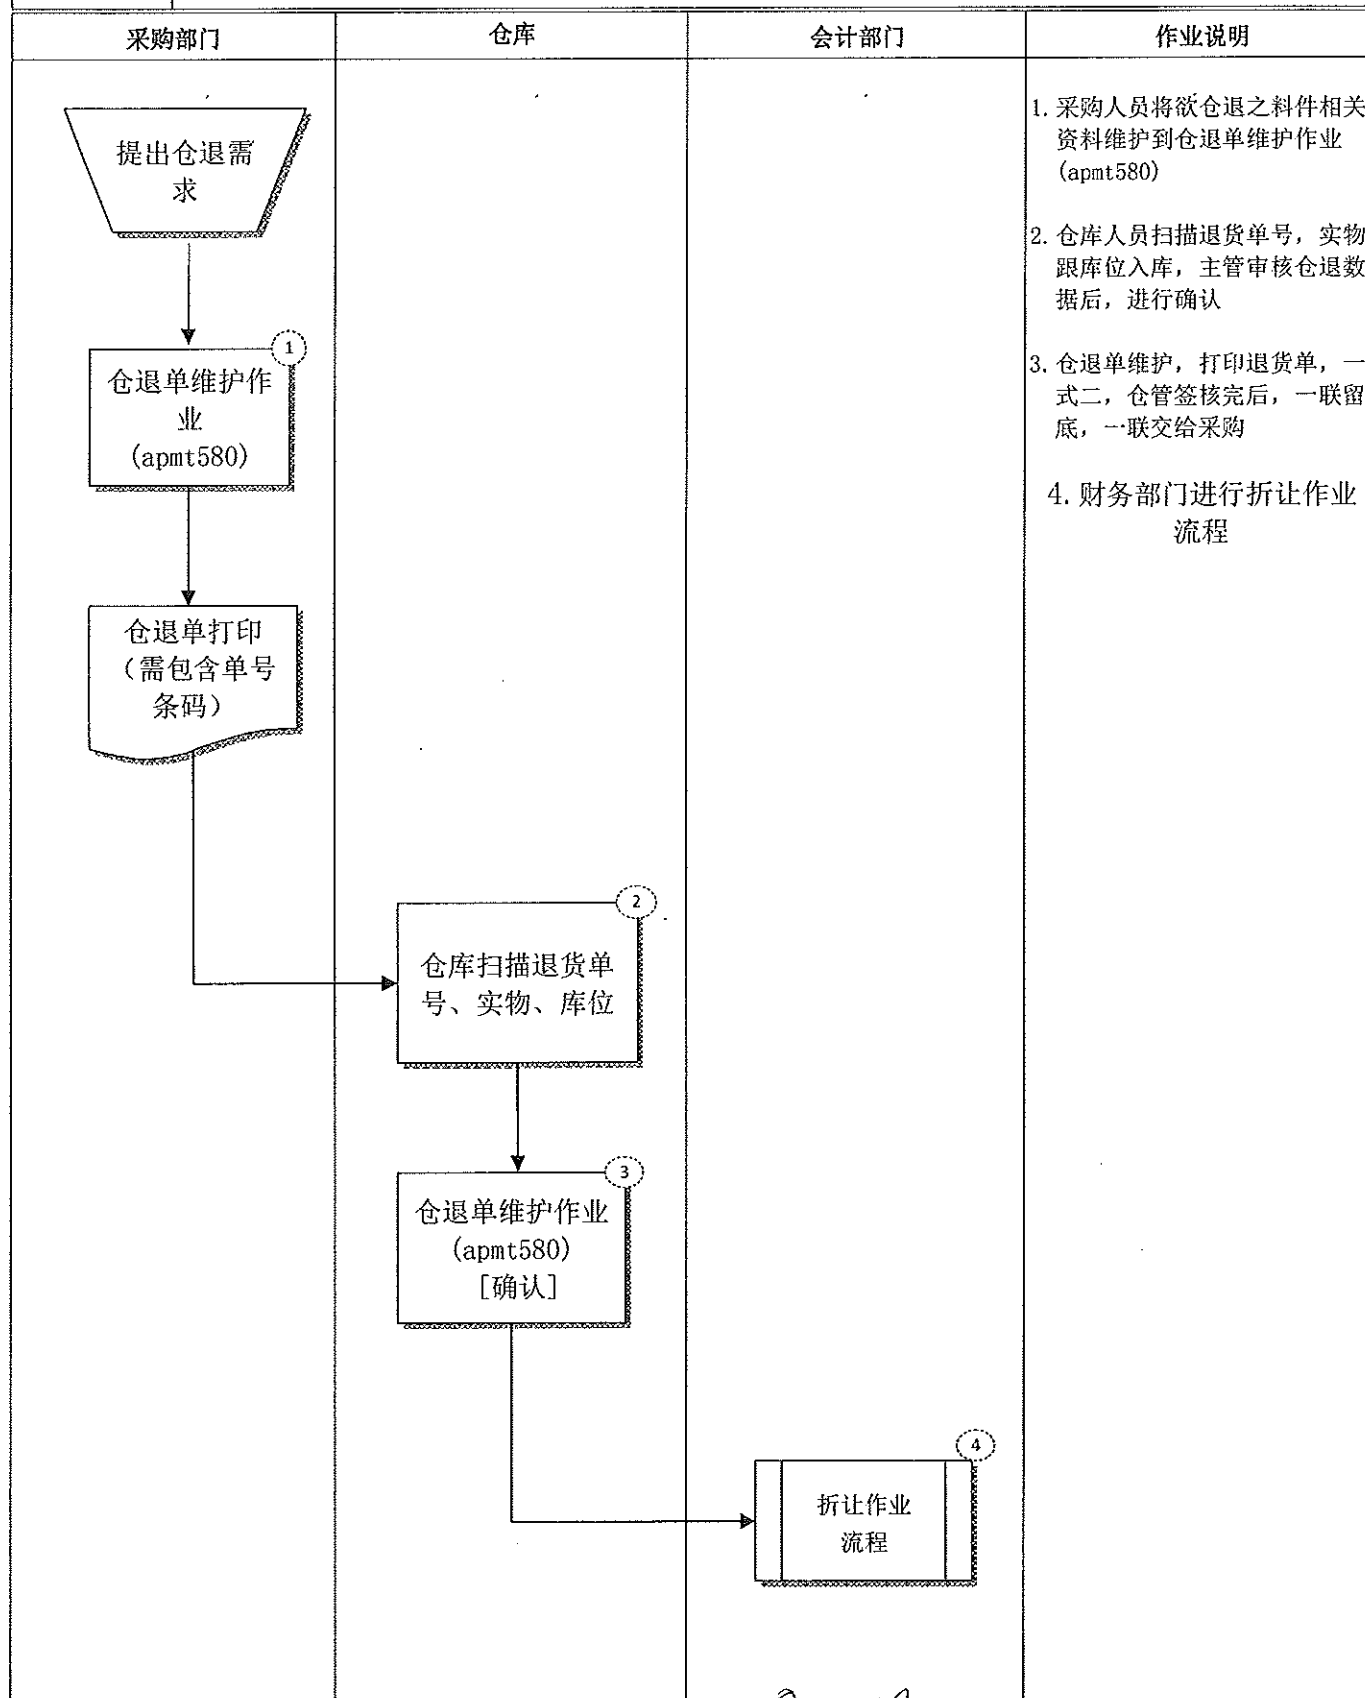 采购部门
仓库
会计部门
作业说明
提出仓退需
求
1
仓退单维护作
业
(apmt580)
仓退单打印
（需包含单号
条码）
2
仓库扫描退货单
号、实物、库位
3
仓退单维护作业
(apmt580)
[确认]
4
折让作业
流程
1. 采购人员将欲仓退之料件相关
资料维护到仓退单维护作业
(apmt580)
2. 仓库人员扫描退货单号，实物
跟库位入库，主管审核仓退数
据后，进行确认
3. 仓退单维护，打印退货单，一
式二，仓管签核完后，一联留
底，一联交给采购
4. 财务部门进行折让作业
流程